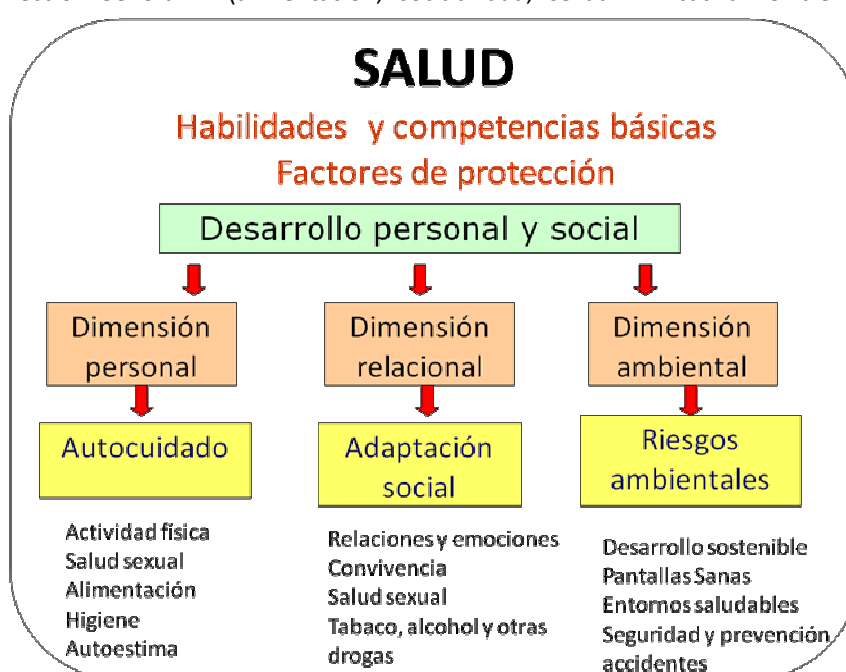 SALUD
Habilidades y competencias básicas
Factores de protección
Desarrollo personal y social
Dimensión
personal
Dimensión
relacional
Dimensión
ambiental
Autocuidado
Adaptación
social
Riesgos
ambientales
Actividad física
Salud sexual
Alimentación
Higiene
Autoestima
Relaciones y emociones
Convivencia
Salud sexual
Tabaco, alcohol y otras
drogas
Desarrollo sostenible
Pantallas Sanas
Entornos saludables
Seguridad y prevención
accidentes